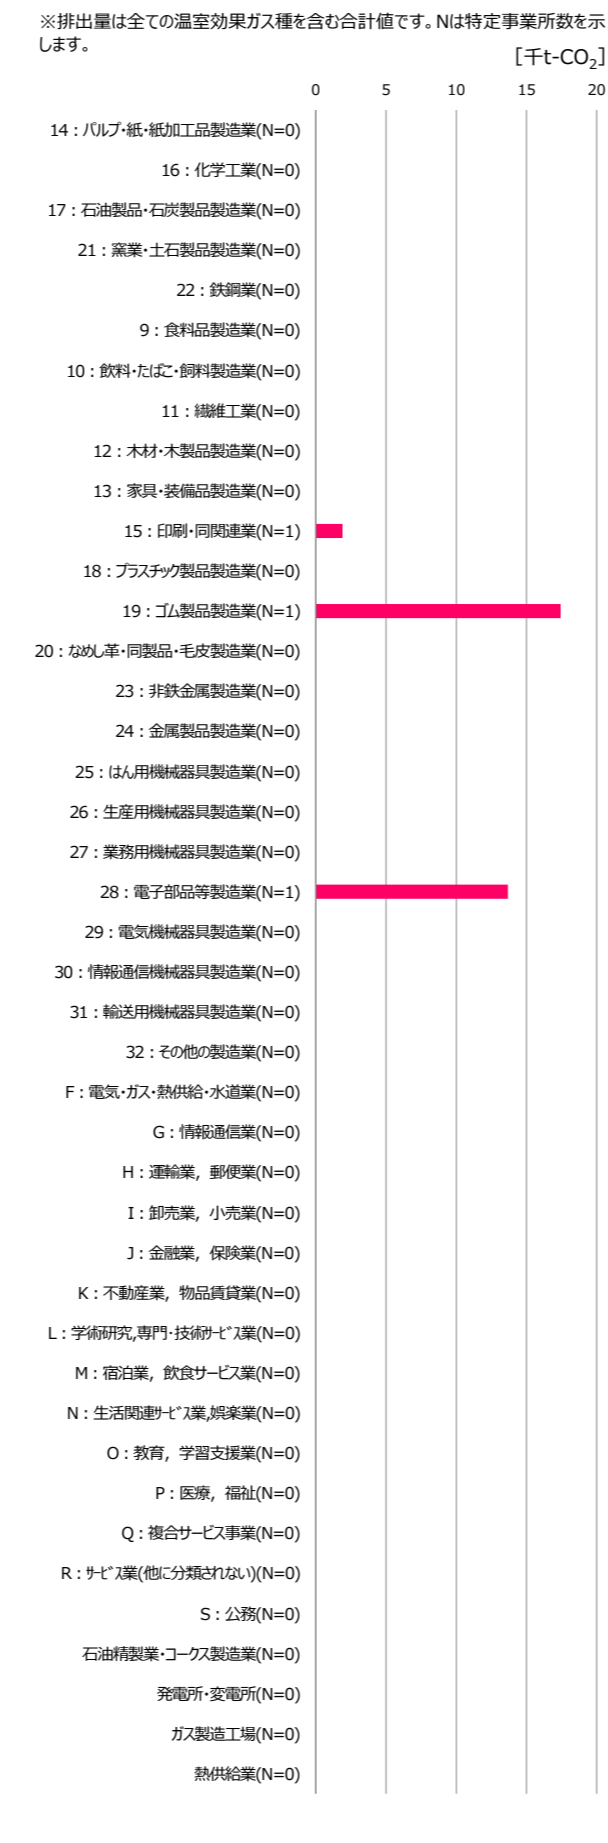 ※排出量は全ての温室効果ガス種を含む合計値です。Nは特定事業所数を示
します。
[千t-CO₂]
0 5 10 15 20
14：パルプ・紙・紙加工品製造業(N=0)
16：化学工業(N=0)
17：石油製品・石炭製品製造業(N=0)
21：窯業・土石製品製造業(N=0)
22：鉄鋼業(N=0)
9：食料品製造業(N=0)
10：飲料・たばこ・飼料製造業(N=0)
11：繊維工業(N=0)
12：木材・木製品製造業(N=0)
13：家具・装備品製造業(N=0)
15：印刷・同関連業(N=1)
18：プラスチック製品製造業(N=0)
19：ゴム製品製造業(N=1)
20：なめし革・同製品・毛皮製造業(N=0)
23：非鉄金属製造業(N=0)
24：金属製品製造業(N=0)
25：はん用機械器具製造業(N=0)
26：生産用機械器具製造業(N=0)
27：業務用機械器具製造業(N=0)
28：電子部品等製造業(N=1)
29：電気機械器具製造業(N=0)
30：情報通信機械器具製造業(N=0)
31：輸送用機械器具製造業(N=0)
32：その他の製造業(N=0)
F：電気・ガス・熱供給・水道業(N=0)
G：情報通信業(N=0)
H：運輸業，郵便業(N=0)
I：卸売業，小売業(N=0)
J：金融業，保険業(N=0)
K：不動産業，物品賃貸業(N=0)
L：学術研究,専門・技術ｻｰﾋﾞｽ業(N=0)
M：宿泊業，飲食サービス業(N=0)
N：生活関連ｻｰﾋﾞｽ業,娯楽業(N=0)
O：教育，学習支援業(N=0)
P：医療，福祉(N=0)
Q：複合サービス事業(N=0)
R：ｻｰﾋﾞｽ業(他に分類されない)(N=0)
S：公務(N=0)
石油精製業・コークス製造業(N=0)
発電所・変電所(N=0)
ガス製造工場(N=0)
熱供給業(N=0)